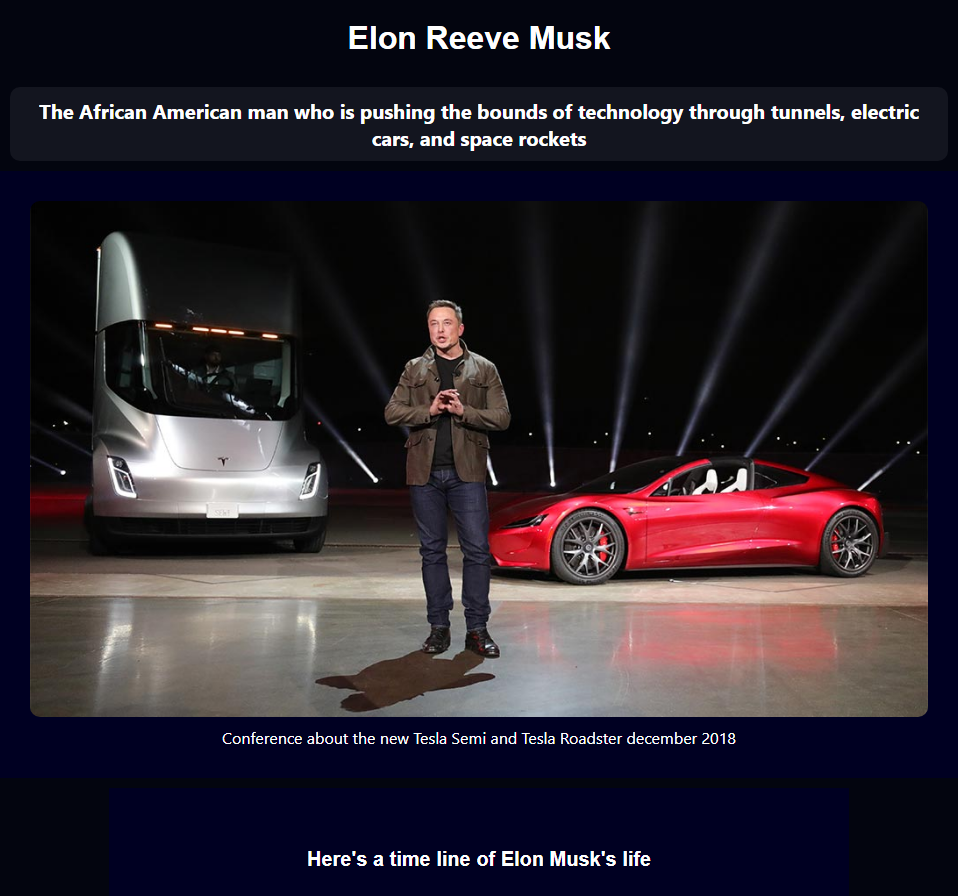 Elon Reeve Musk
The African American man who is pushing the bounds of technology through tunnels, electric
cars, and space rockets
Conference about the new Tesla Semi and Tesla Roadster december 2018
Here's a time line of Elon Musk's life